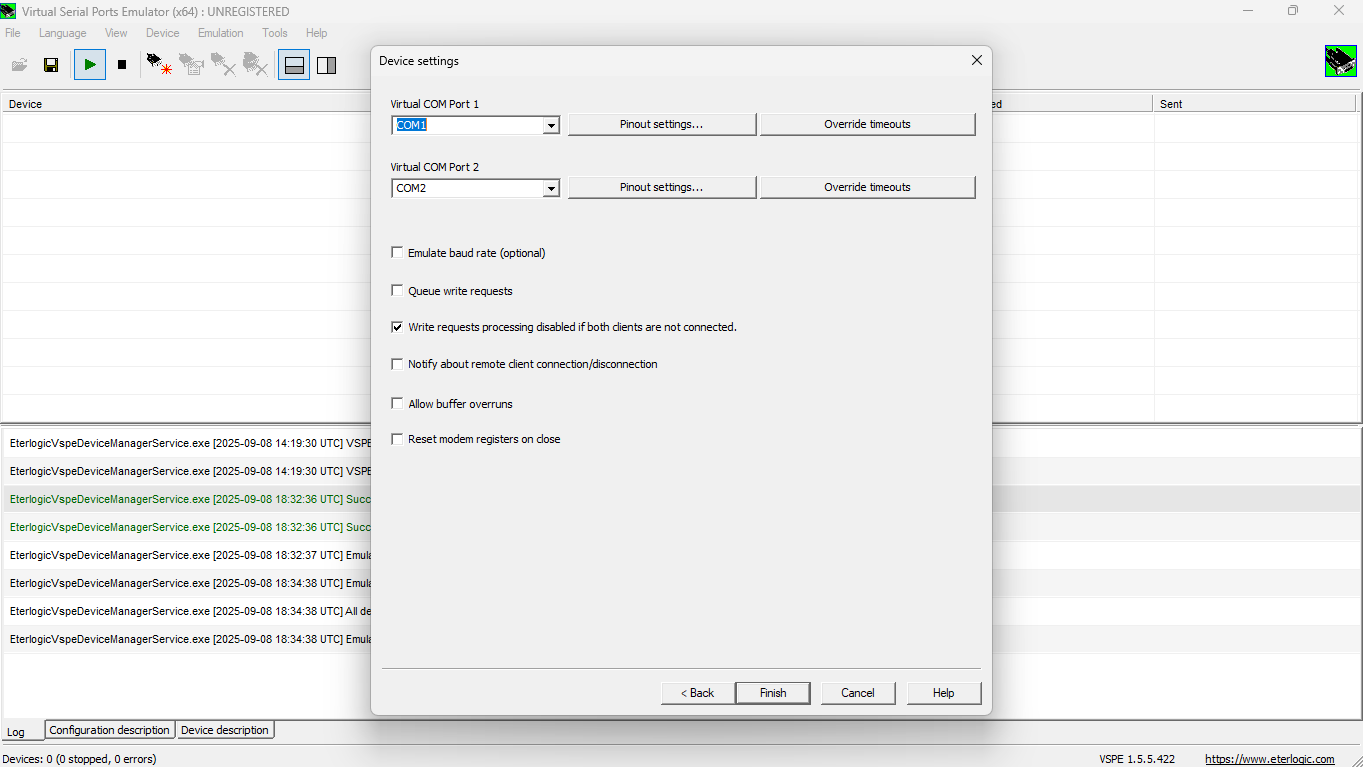 Virtual Serial Ports Emulator (x64) : UNREGISTERED
File Language View Device Emulation Tools Help
Device settings
Device
ed
Sent
Virtual COM Port 1
COM1 Pinout settings... Override timeouts
Virtual COM Port 2
COM2 Pinout settings... Override timeouts
Emulate baud rate (optional)
Queue write requests
Write requests processing disabled if both clients are not connected.
Notify about remote client connection/disconnection
Allow buffer overruns
Reset modem registers on close
EterlogicVspeDeviceManagerService.exe [2025-09-08 14:19:30 UTC] VSPE
EterlogicVspeDeviceManagerService.exe [2025-09-08 14:19:30 UTC] VSPE
EterlogicVspeDeviceManagerService.exe [2025-09-08 18:32:36 UTC] Succ
EterlogicVspeDeviceManagerService.exe [2025-09-08 18:32:36 UTC] Succ
EterlogicVspeDeviceManagerService.exe [2025-09-08 18:32:37 UTC] Emula
EterlogicVspeDeviceManagerService.exe [2025-09-08 18:34:38 UTC] Emula
EterlogicVspeDeviceManagerService.exe [2025-09-08 18:34:38 UTC] All de
EterlogicVspeDeviceManagerService.exe [2025-09-08 18:34:38 UTC] Emula
< Back Finish Cancel Help
Log Configuration description Device description
Devices: 0 (0 stopped, 0 errors)
VSPE 1.5.5.422
https://www.eterlogic.com